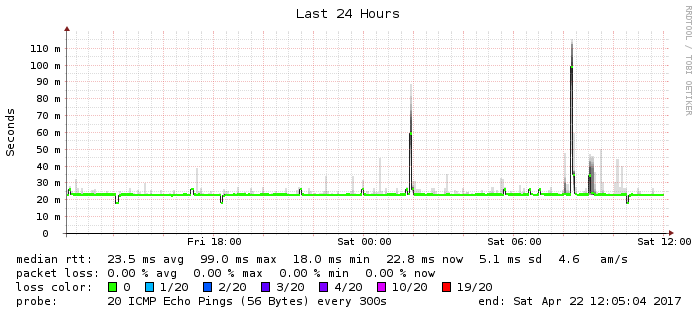 Last 24 Hours
RRDTOOL / TOBI OETIKER
Seconds
110 m
100 m
90 m
80 m
70 m
60 m
50 m
40 m
30 m
20 m
10 m
0
Fri 18:00 Sat 00:00 Sat 06:00 Sat 12:00
median rtt: 23.5 ms avg 99.0 ms max 18.0 ms min 22.8 ms now 5.1 ms sd 4.6 am/s
packet loss: 0.00 % avg 0.00 % max 0.00 % min 0.00 % now
loss color: 0 1/20 2/20 3/20 4/20 10/20 19/20
probe: 20 ICMP Echo Pings (56 Bytes) every 300s end: Sat Apr 22 12:05:04 2017